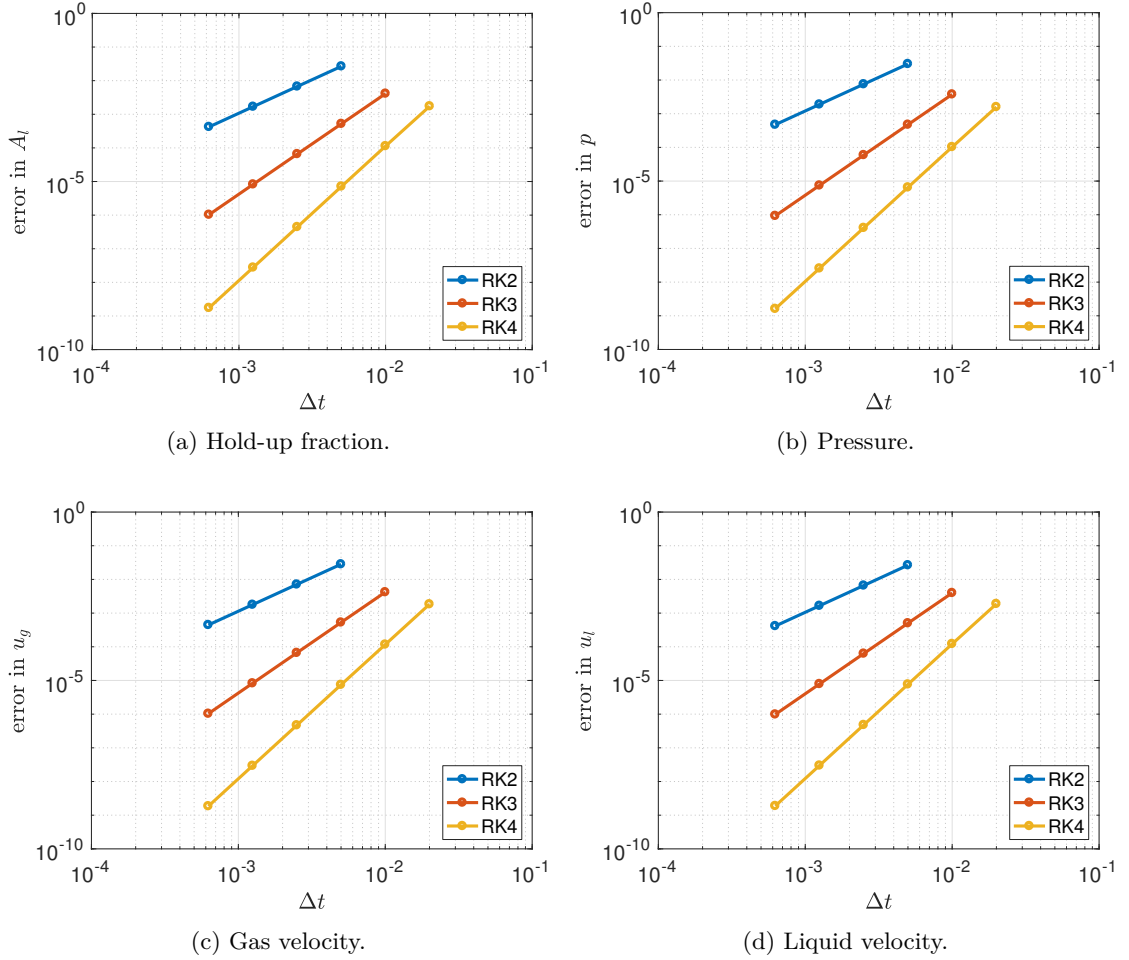 10^0
10^-5
10^-10
error in A_l
RK2
RK3
RK4
10^-4 10^-3 10^-2 10^-1
Δt
(a) Hold-up fraction.
10^0
10^-5
10^-10
error in p
RK2
RK3
RK4
10^-4 10^-3 10^-2 10^-1
Δt
(b) Pressure.
10^0
10^-5
10^-10
error in u_g
RK2
RK3
RK4
10^-4 10^-3 10^-2 10^-1
Δt
(c) Gas velocity.
10^0
10^-5
10^-10
error in u_l
RK2
RK3
RK4
10^-4 10^-3 10^-2 10^-1
Δt
(d) Liquid velocity.